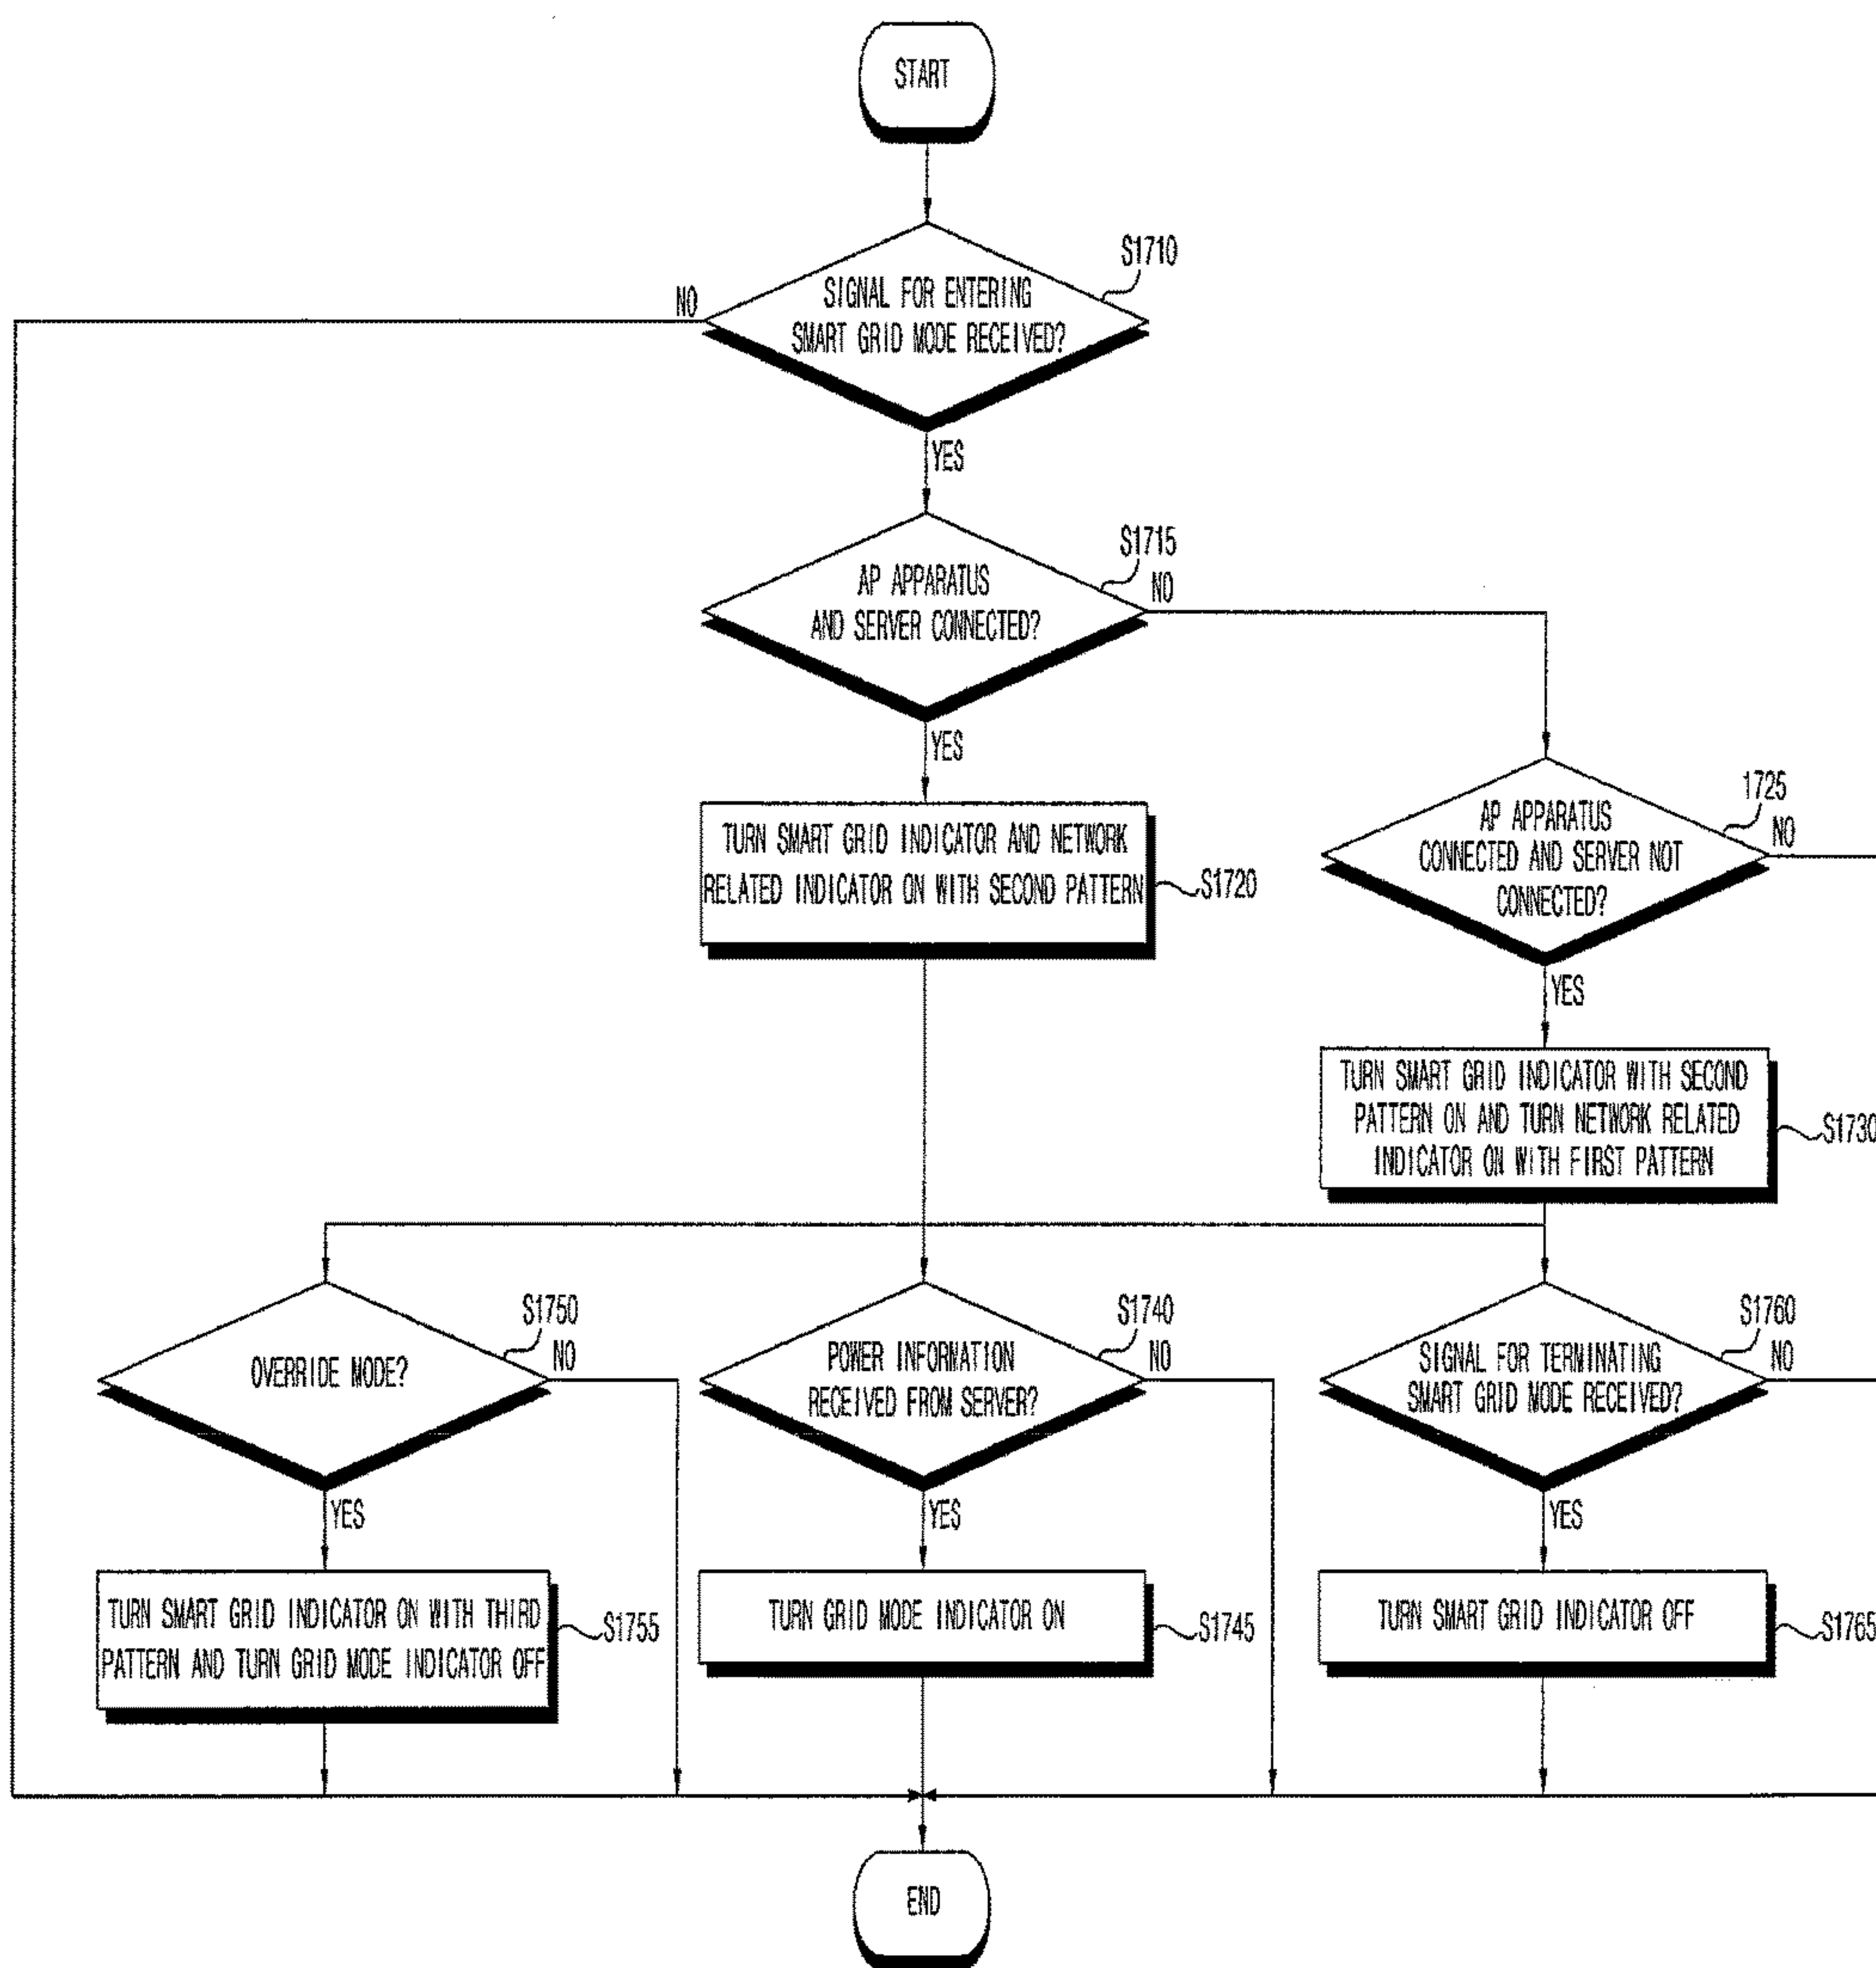 START
S1710
SIGNAL FOR ENTERING
SMART GRID MODE RECEIVED?
NO
YES
S1715
AP APPARATUS
AND SERVER CONNECTED?
NO
YES
TURN SMART GRID INDICATOR AND NETWORK
RELATED INDICATOR ON WITH SECOND PATTERN
S1720
1725
AP APPARATUS
CONNECTED AND SERVER NOT
CONNECTED?
NO
YES
TURN SMART GRID INDICATOR WITH SECOND
PATTERN ON AND TURN NETWORK RELATED
INDICATOR ON WITH FIRST PATTERN
S1730
S1750
OVERRIDE MODE?
NO
YES
S1740
POWER INFORMATION
RECEIVED FROM SERVER?
NO
YES
S1760
SIGNAL FOR TERMINATING
SMART GRID MODE RECEIVED?
NO
YES
TURN SMART GRID INDICATOR ON WITH THIRD
PATTERN AND TURN GRID MODE INDICATOR OFF
S1755
TURN GRID MODE INDICATOR ON
S1745
TURN SMART GRID INDICATOR OFF
S1765
END